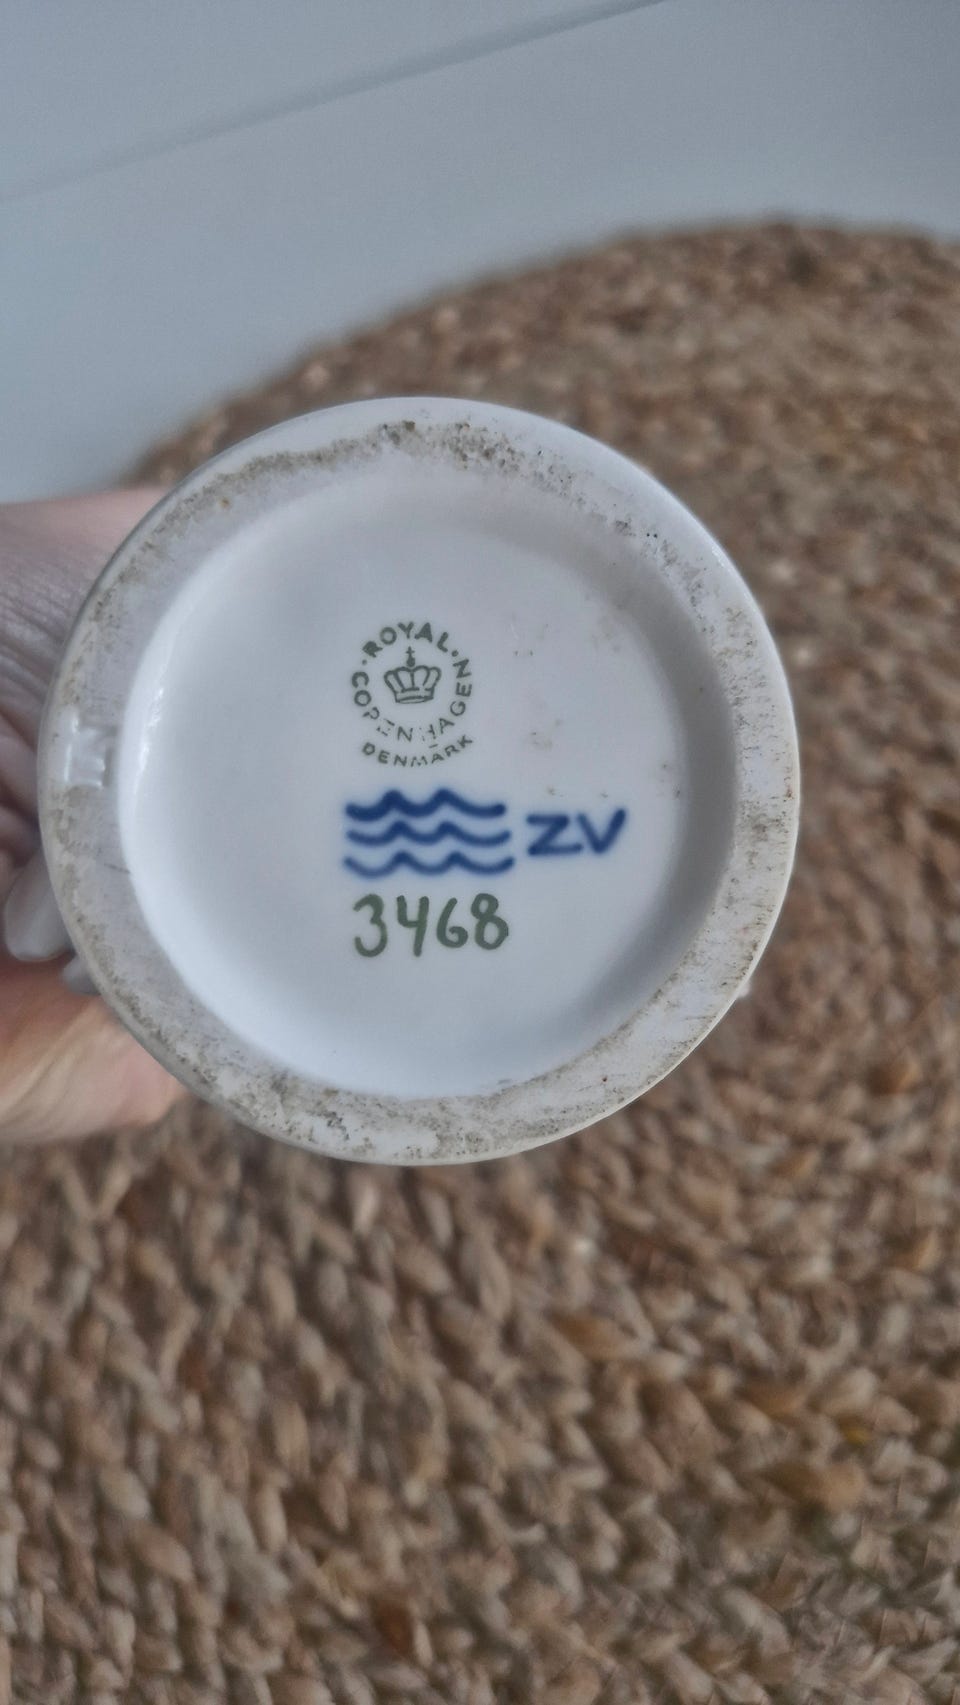 ROYAL
COPENHAGEN
DENMARK
ZV
3468